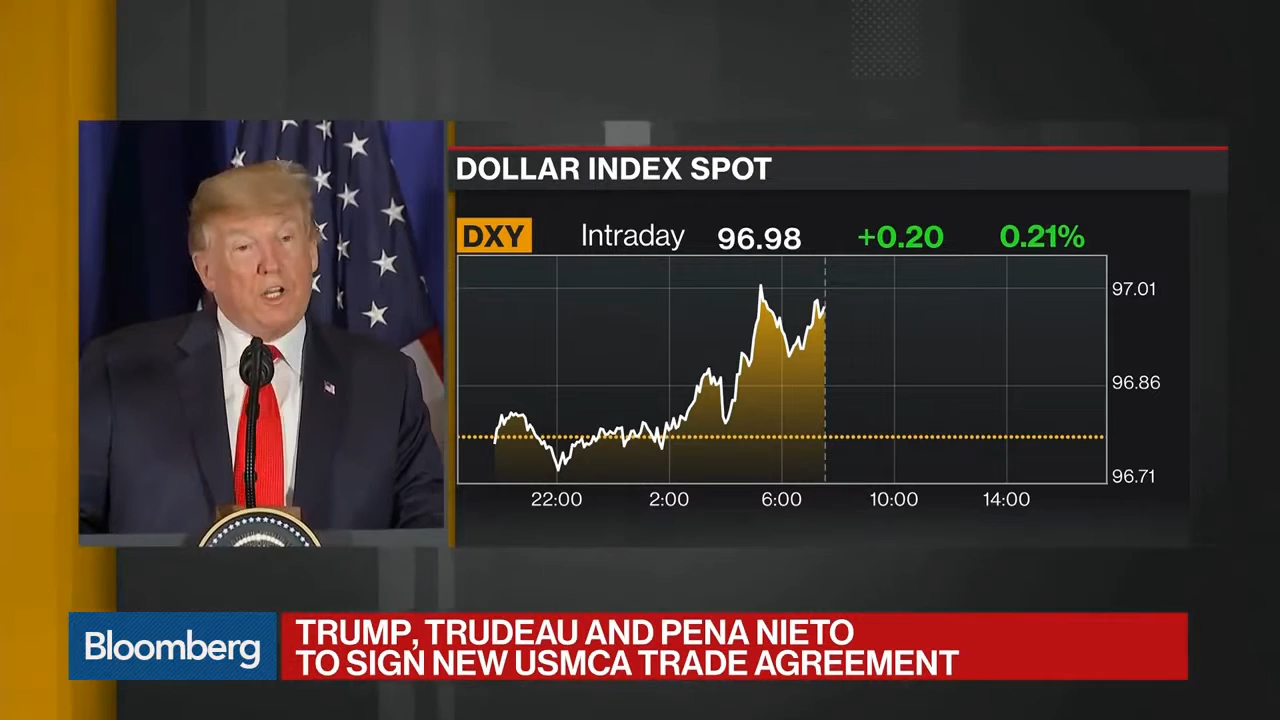 DOLLAR INDEX SPOT
DXY Intraday 96.98 +0.20 0.21%
97.01
96.86
96.71
22:00 2:00 6:00 10:00 14:00
Bloomberg
TRUMP, TRUDEAU AND PENA NIETO
TO SIGN NEW USMCA TRADE AGREEMENT